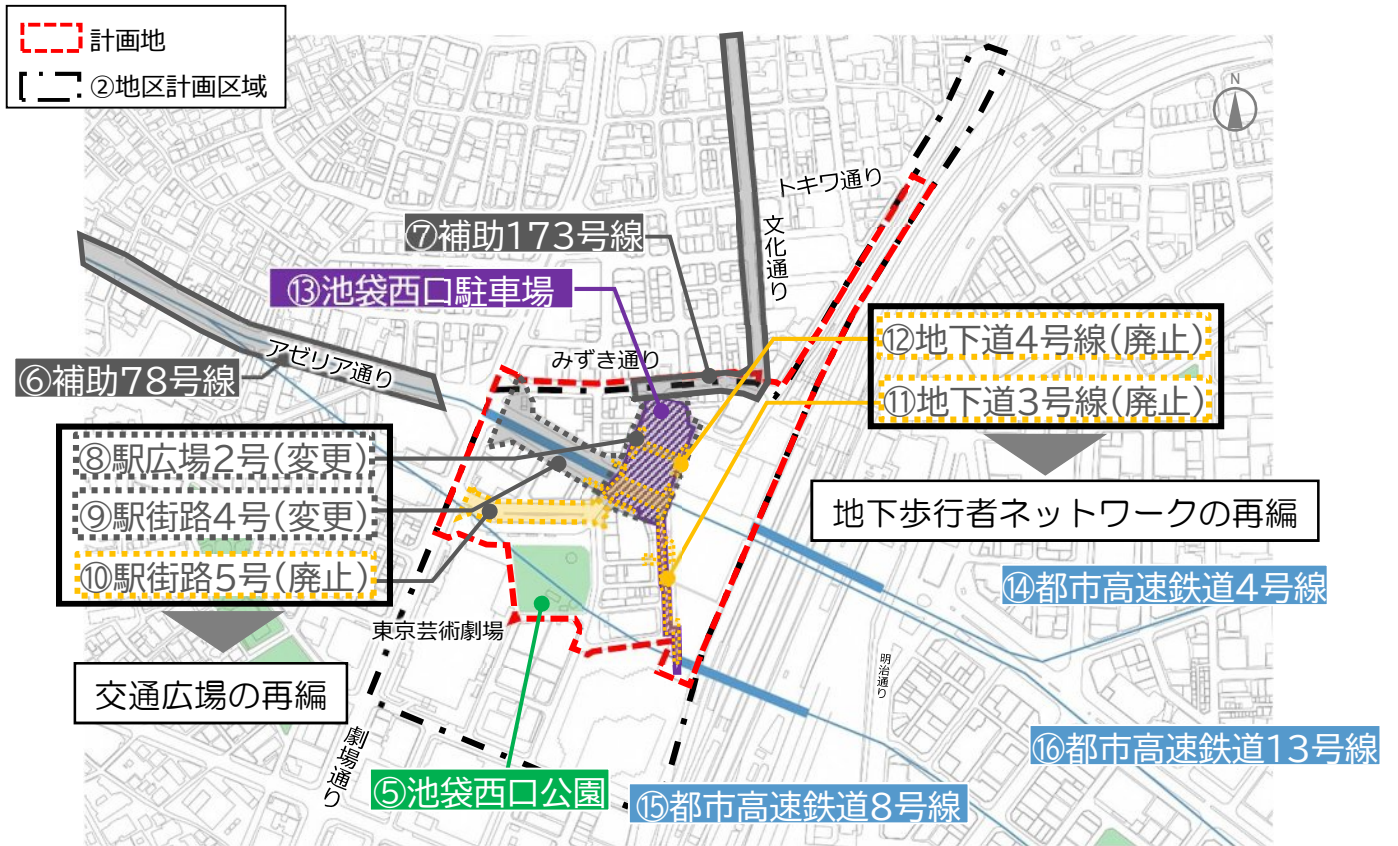 計画地
②地区計画区域
N
トキワ通り
文化通り
⑦補助173号線
⑬池袋西口駐車場
みずき通り
アゼリア通り
⑥補助78号線
⑫地下道4号線(廃止)
⑪地下道3号線(廃止)
地下歩行者ネットワークの再編
⑧駅広場2号(変更)
⑨駅街路4号(変更)
⑩駅街路5号(廃止)
交通広場の再編
東京芸術劇場
劇場通り
⑤池袋西口公園
⑭都市高速鉄道4号線
明治通り
⑯都市高速鉄道13号線
⑮都市高速鉄道8号線